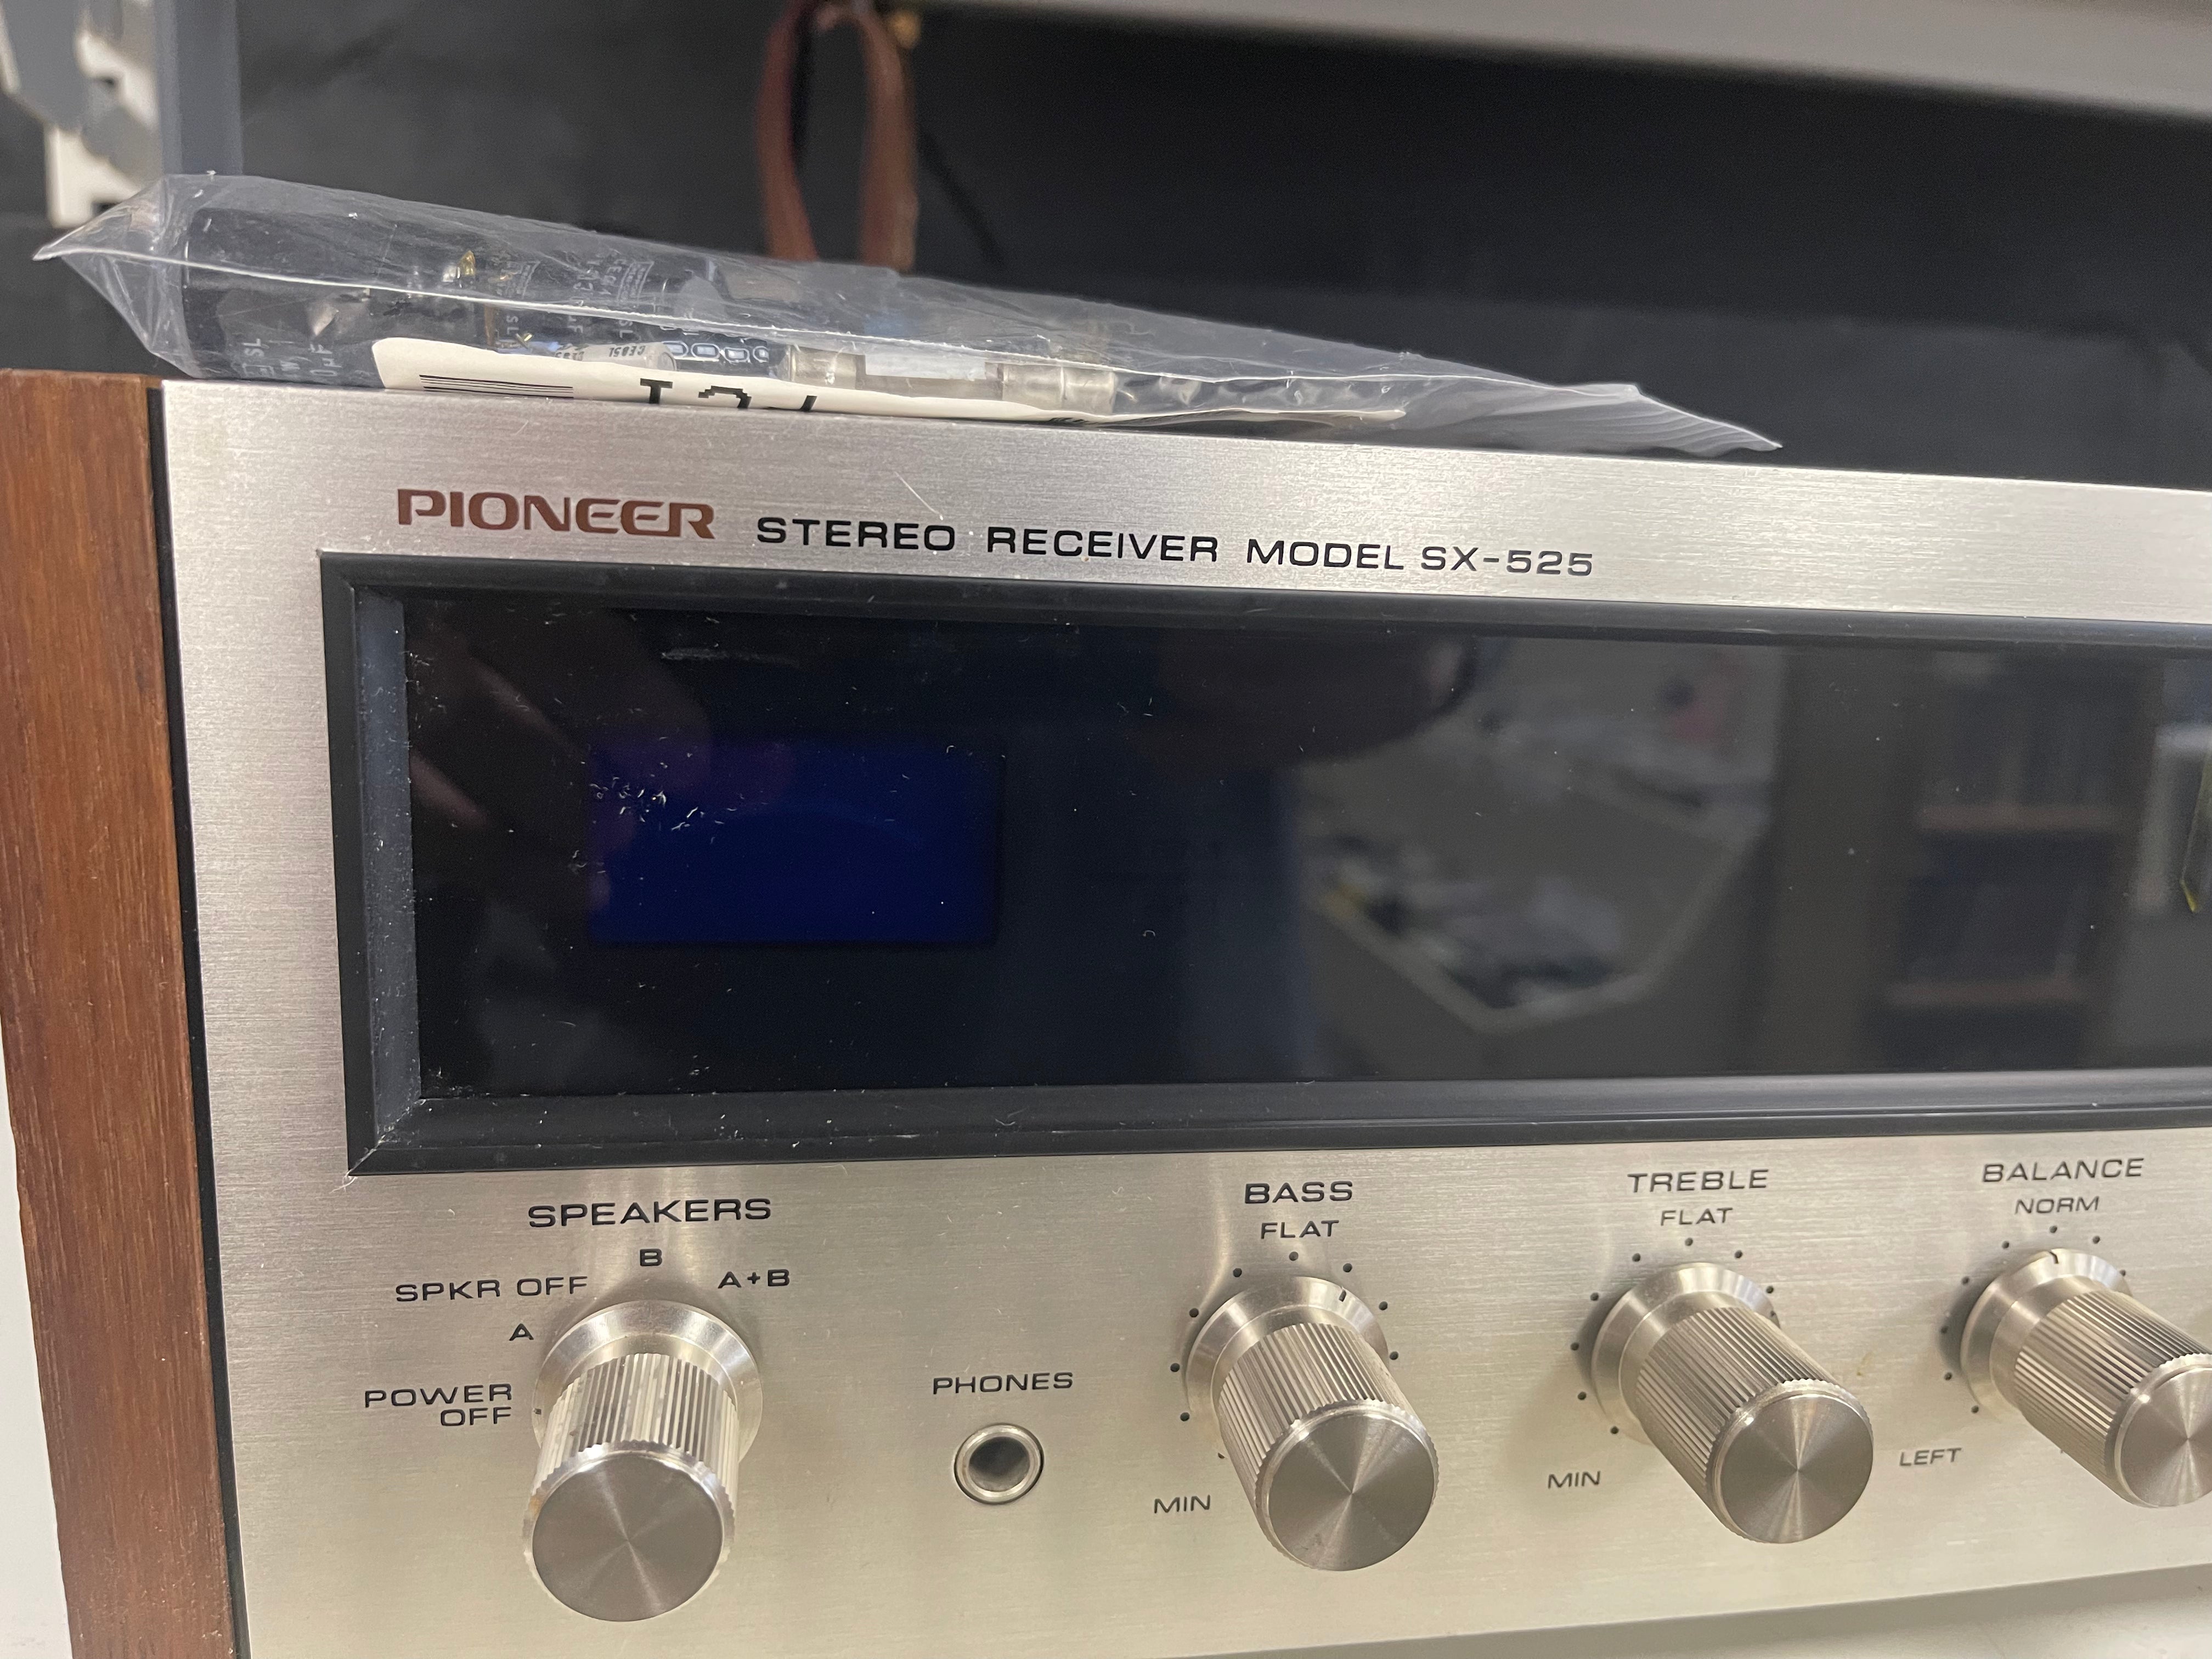 PIONEER STEREO RECEIVER MODEL SX-525
SPEAKERS
B
SPKR OFF
A+B
A
POWER
OFF
PHONES
BASS
FLAT
MIN
TREBLE
FLAT
MIN
BALANCE
NORM
LEFT